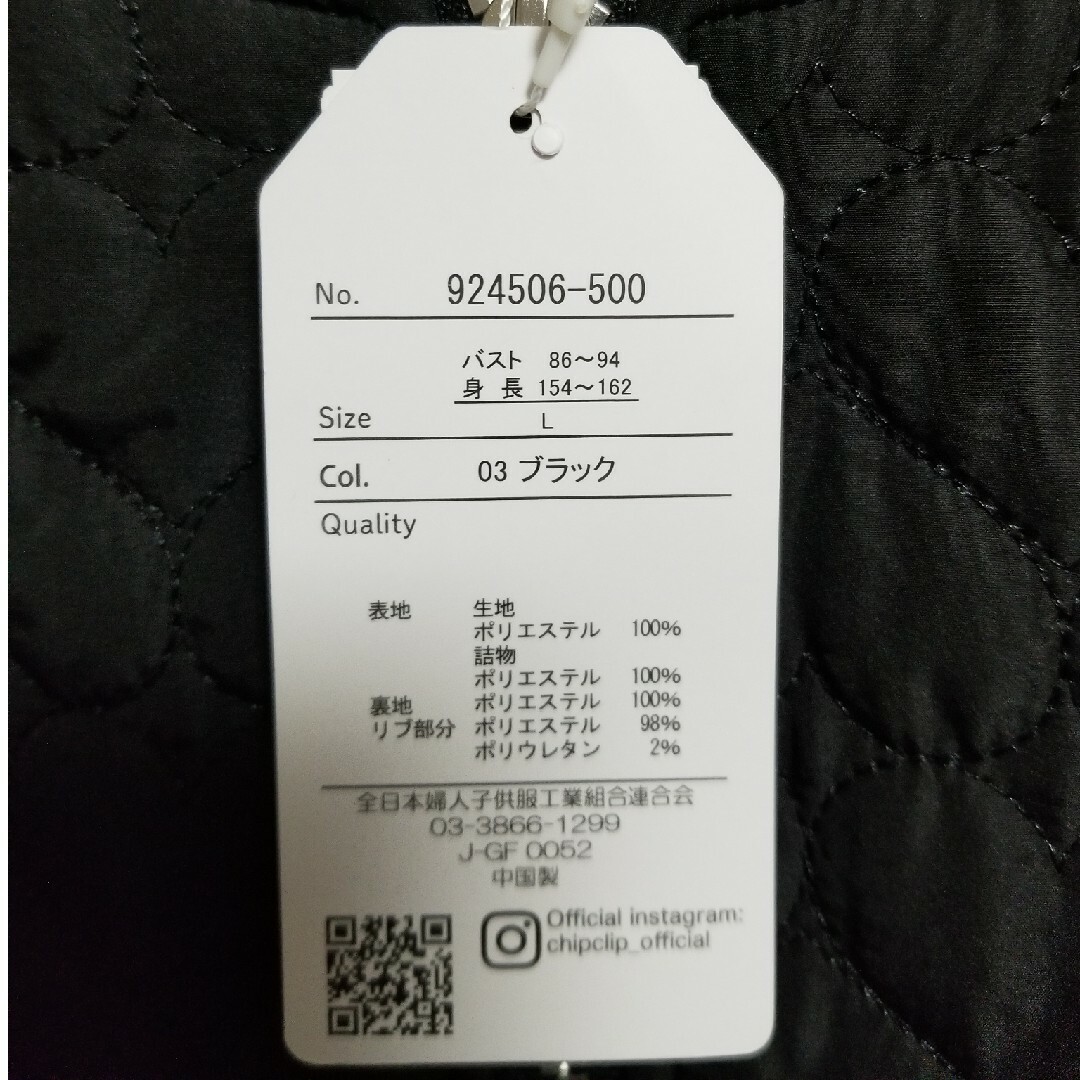 No. 924506-500
バスト 86～94
身 長 154～162
Size L
Col. 03 ブラック
Quality
表地 生地
ポリエステル 100%
詰物
ポリエステル 100%
裏地 ポリエステル 100%
リブ部分 ポリエステル 98%
ポリウレタン 2%
全日本婦人子供服工業組合連合会
03-3866-1299
J-GF 0052
中国製
Official instagram:
chipclip_official